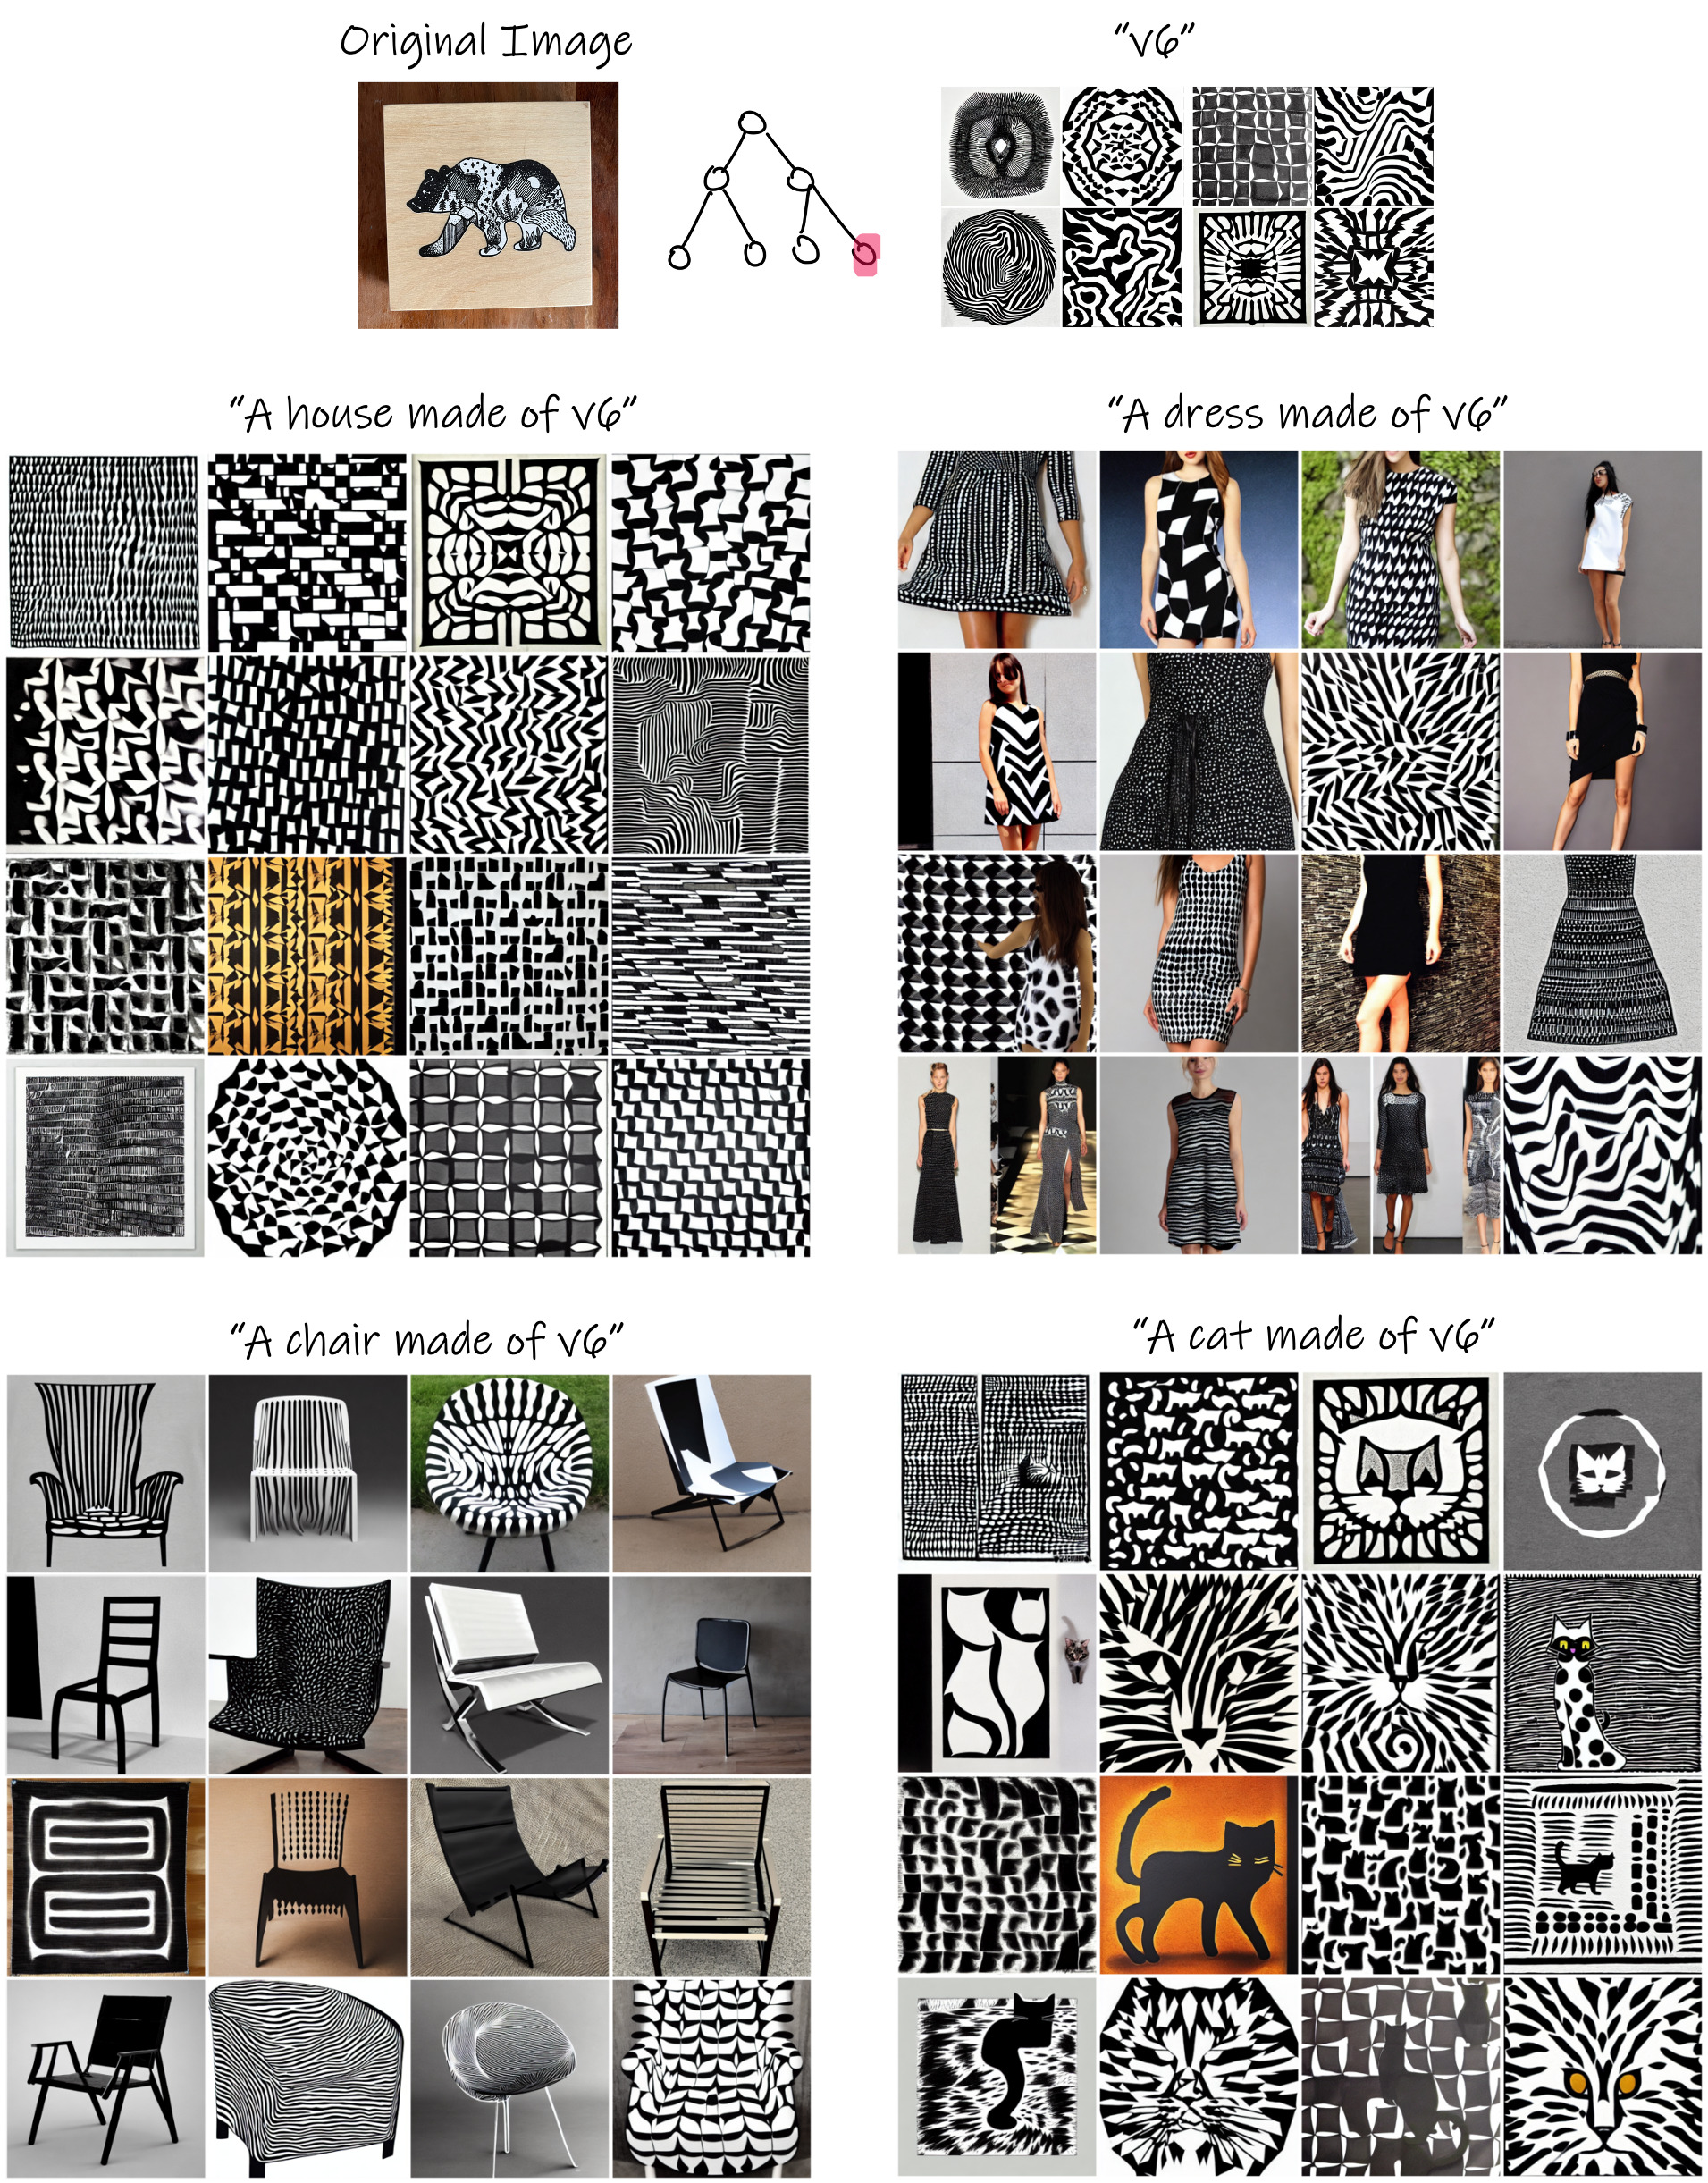 Original Image
“v6”
“A house made of v6”
“A dress made of v6”
“A chair made of v6”
“A cat made of v6”